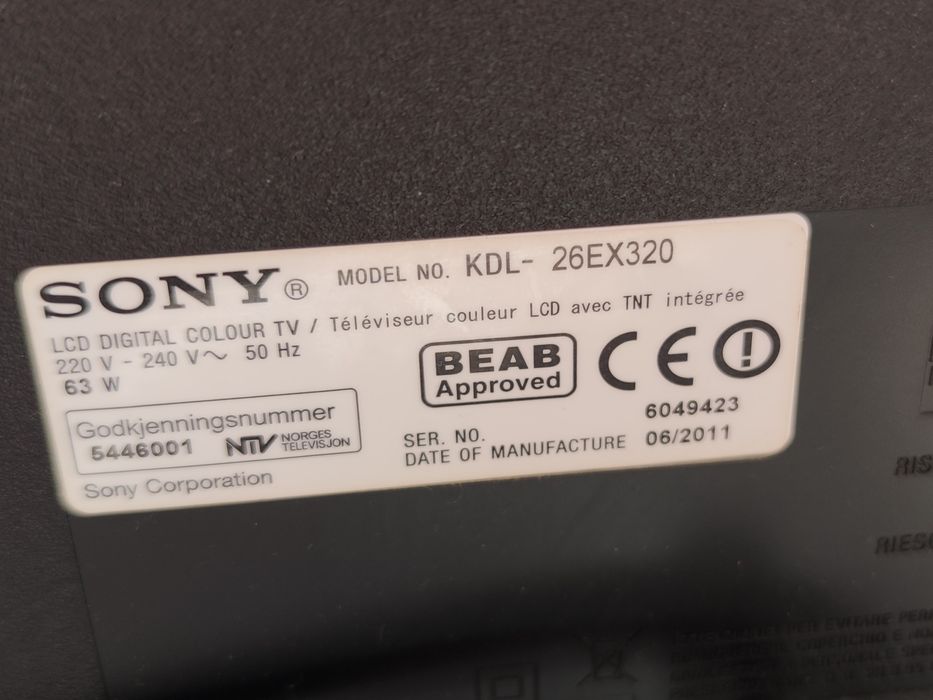 SONY® MODEL NO. KDL- 26EX320
LCD DIGITAL COLOUR TV / Téléviseur couleur LCD avec TNT intégrée
220 V - 240 V~ 50 Hz
63 W
BEAB
Approved
CE
Godkjenningsnummer
5446001 NTV NORGES
TELEVISJON
SER. NO. 6049423
DATE OF MANUFACTURE 06/2011
Sony Corporation